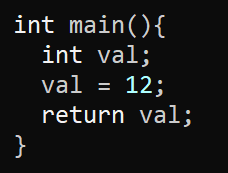 int main(){
  int val;
  val = 12;
  return val;
}